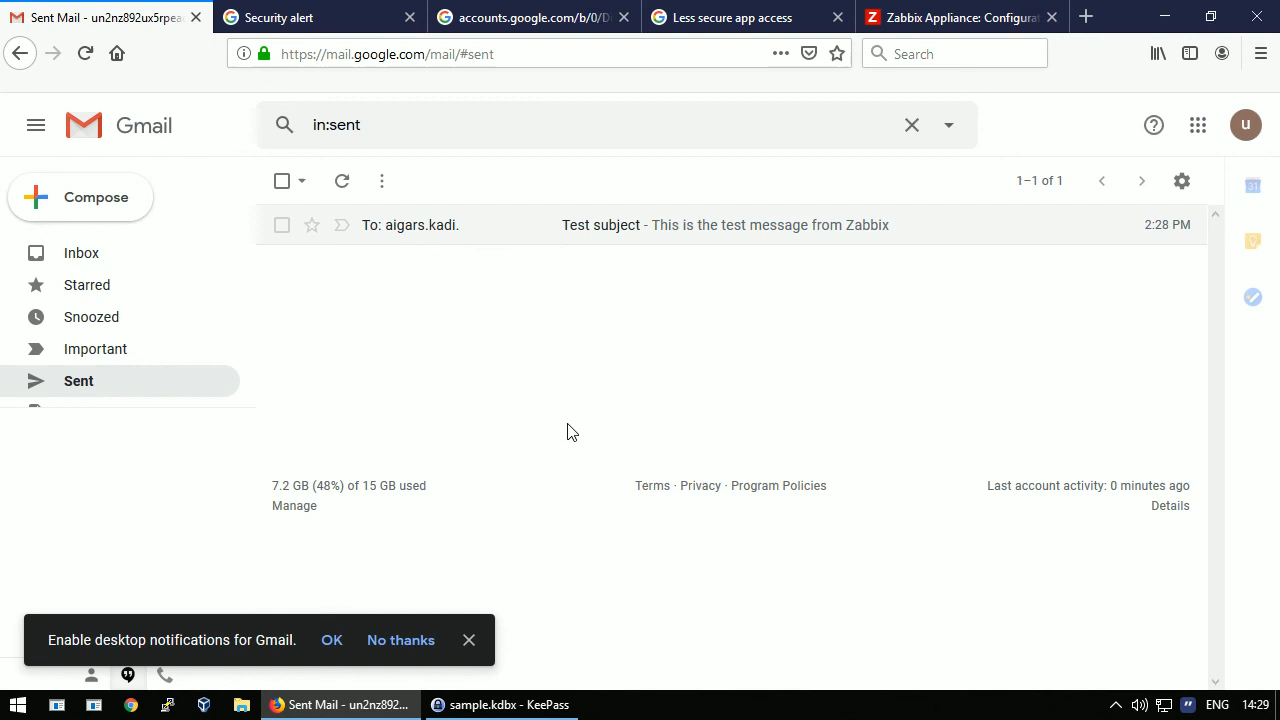 Sent Mail - un2nz892ux5rpea
Security alert
accounts.google.com/b/0/Di
Less secure app access
Zabbix Appliance: Configurat
https://mail.google.com/mail/#sent
Search
Gmail
in:sent
u
Compose
1–1 of 1
31
To: aigars.kadi.
Test subject - This is the test message from Zabbix
2:28 PM
Inbox
Starred
Snoozed
Important
Sent
7.2 GB (48%) of 15 GB used
Manage
Terms · Privacy · Program Policies
Last account activity: 0 minutes ago
Details
Enable desktop notifications for Gmail.
OK
No thanks
Sent Mail - un2nz892...
sample.kdbx - KeePass
ENG
14:29